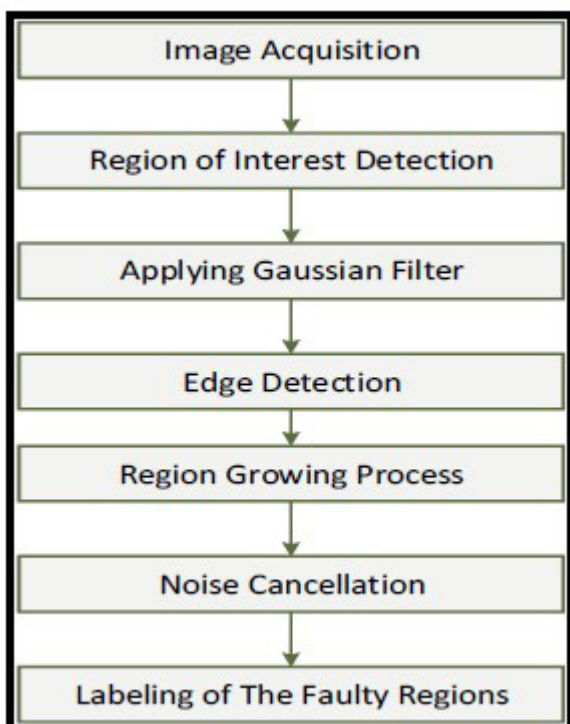 Image Acquisition
Region of Interest Detection
Applying Gaussian Filter
Edge Detection
Region Growing Process
Noise Cancellation
Labeling of The Faulty Regions